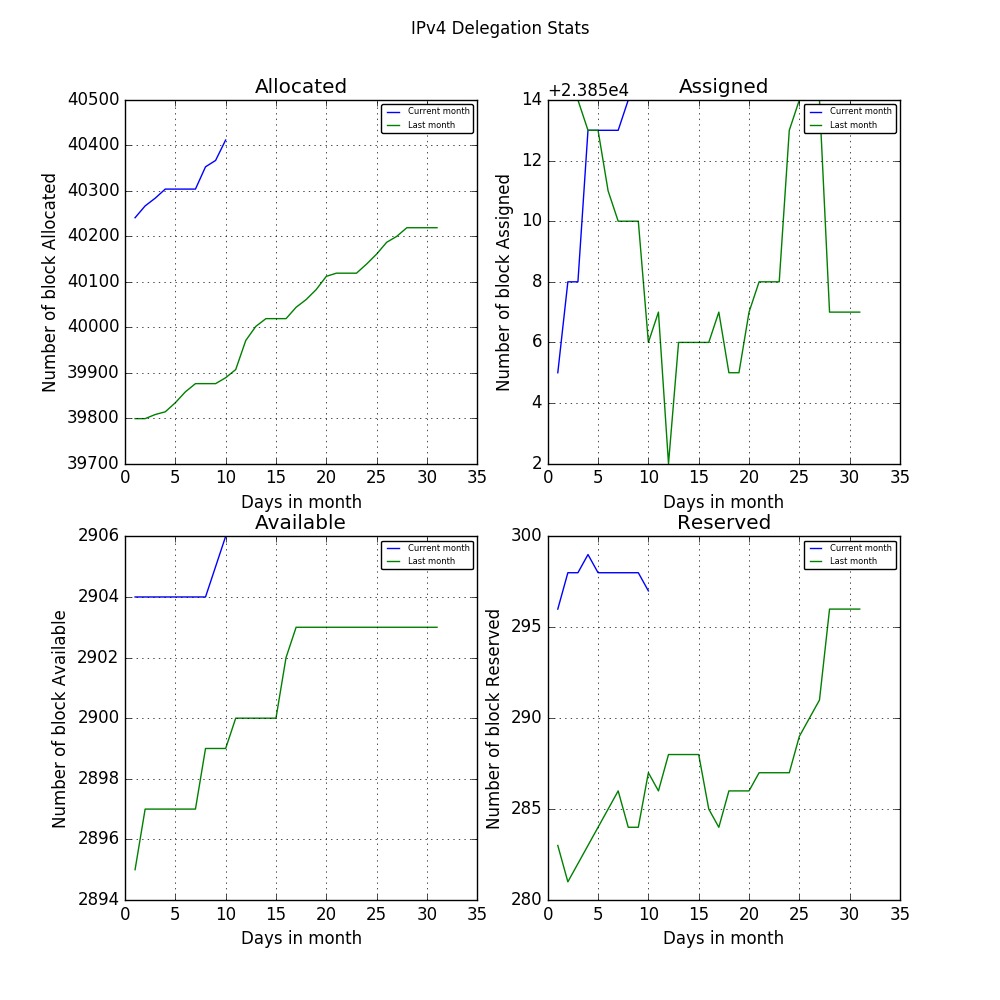 IPv4 Delegation Stats
Allocated
Number of block Allocated
40500
40400
40300
40200
40100
40000
39900
39800
39700
0 5 10 15 20 25 30 35
Days in month
Current month
Last month
Assigned
+2.385e4
Number of block Assigned
14
12
10
8
6
4
2
0 5 10 15 20 25 30 35
Days in month
Current month
Last month
Available
Number of block Available
2906
2904
2902
2900
2898
2896
2894
0 5 10 15 20 25 30 35
Days in month
Current month
Last month
Reserved
Number of block Reserved
300
295
290
285
280
0 5 10 15 20 25 30 35
Days in month
Current month
Last month